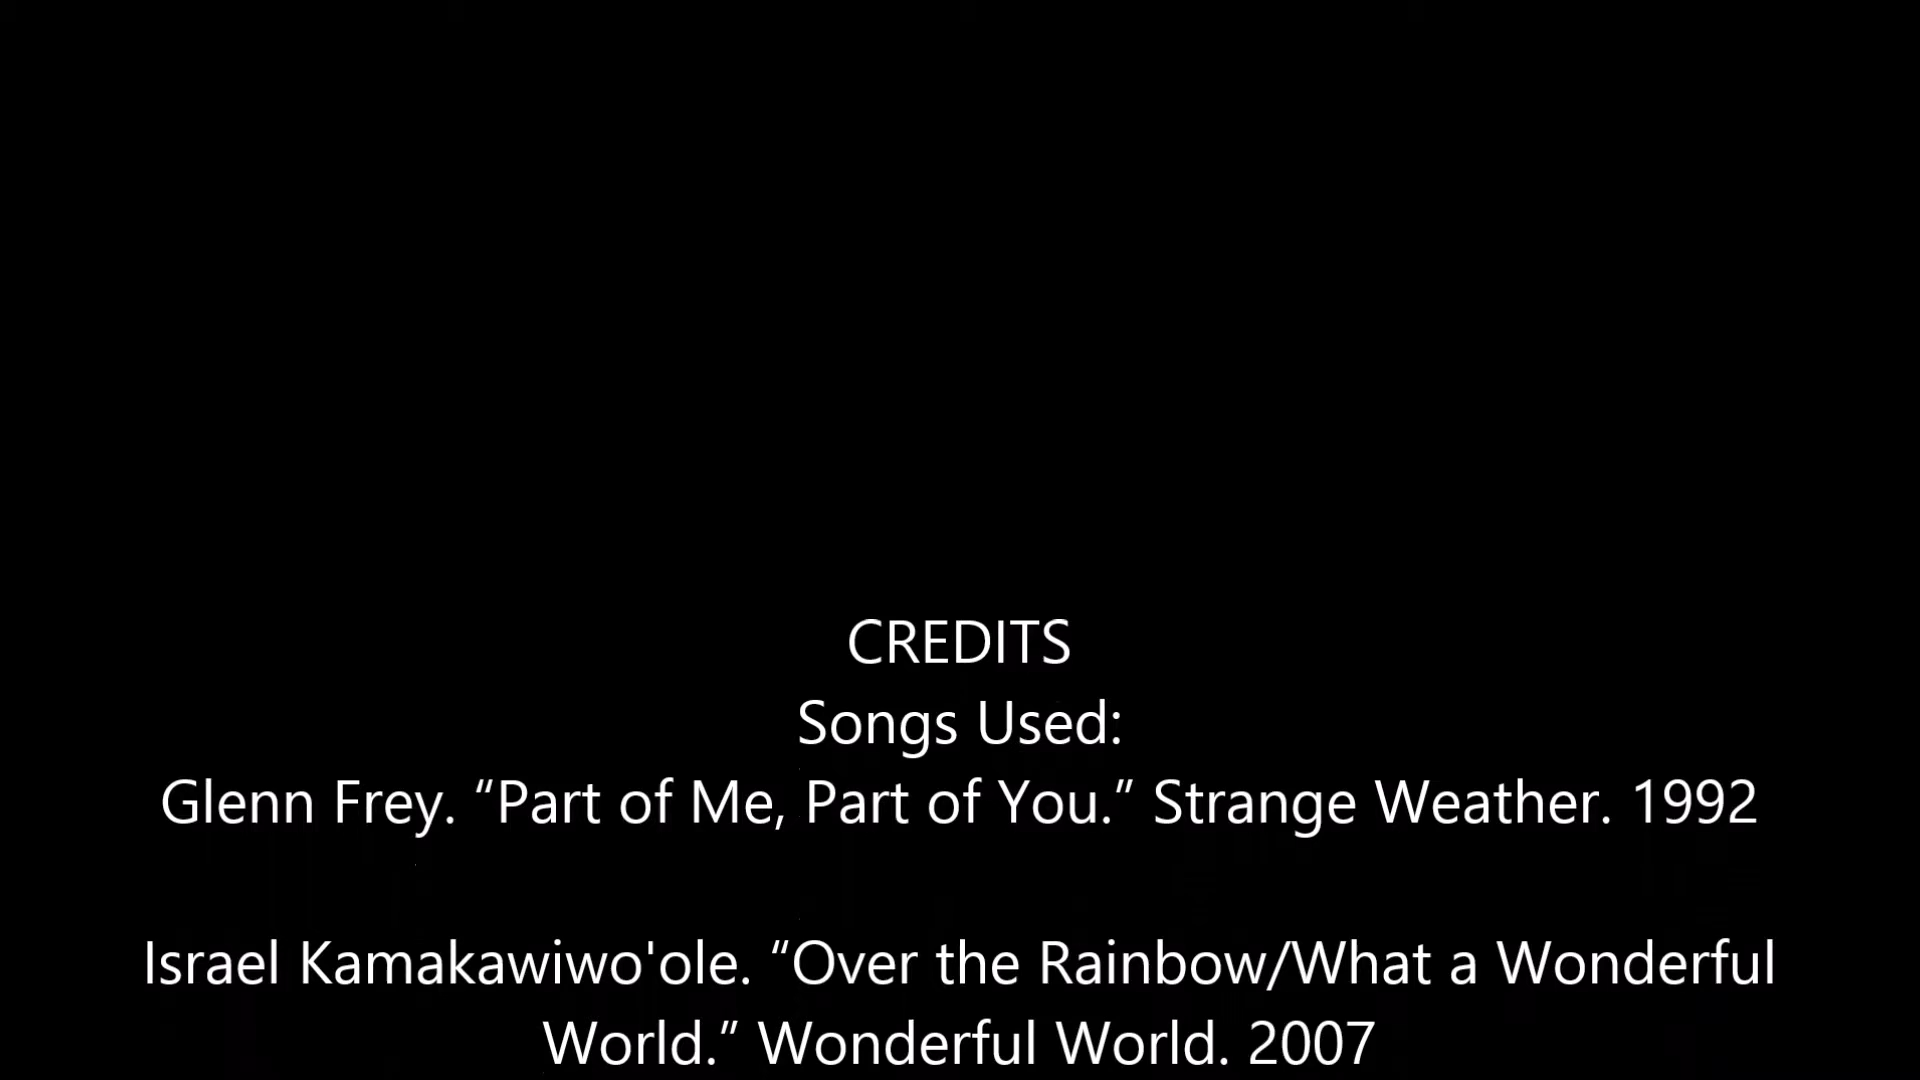 CREDITS
Songs Used:
Glenn Frey. “Part of Me, Part of You.” Strange Weather. 1992
Israel Kamakawiwo'ole. “Over the Rainbow/What a Wonderful
World.” Wonderful World. 2007